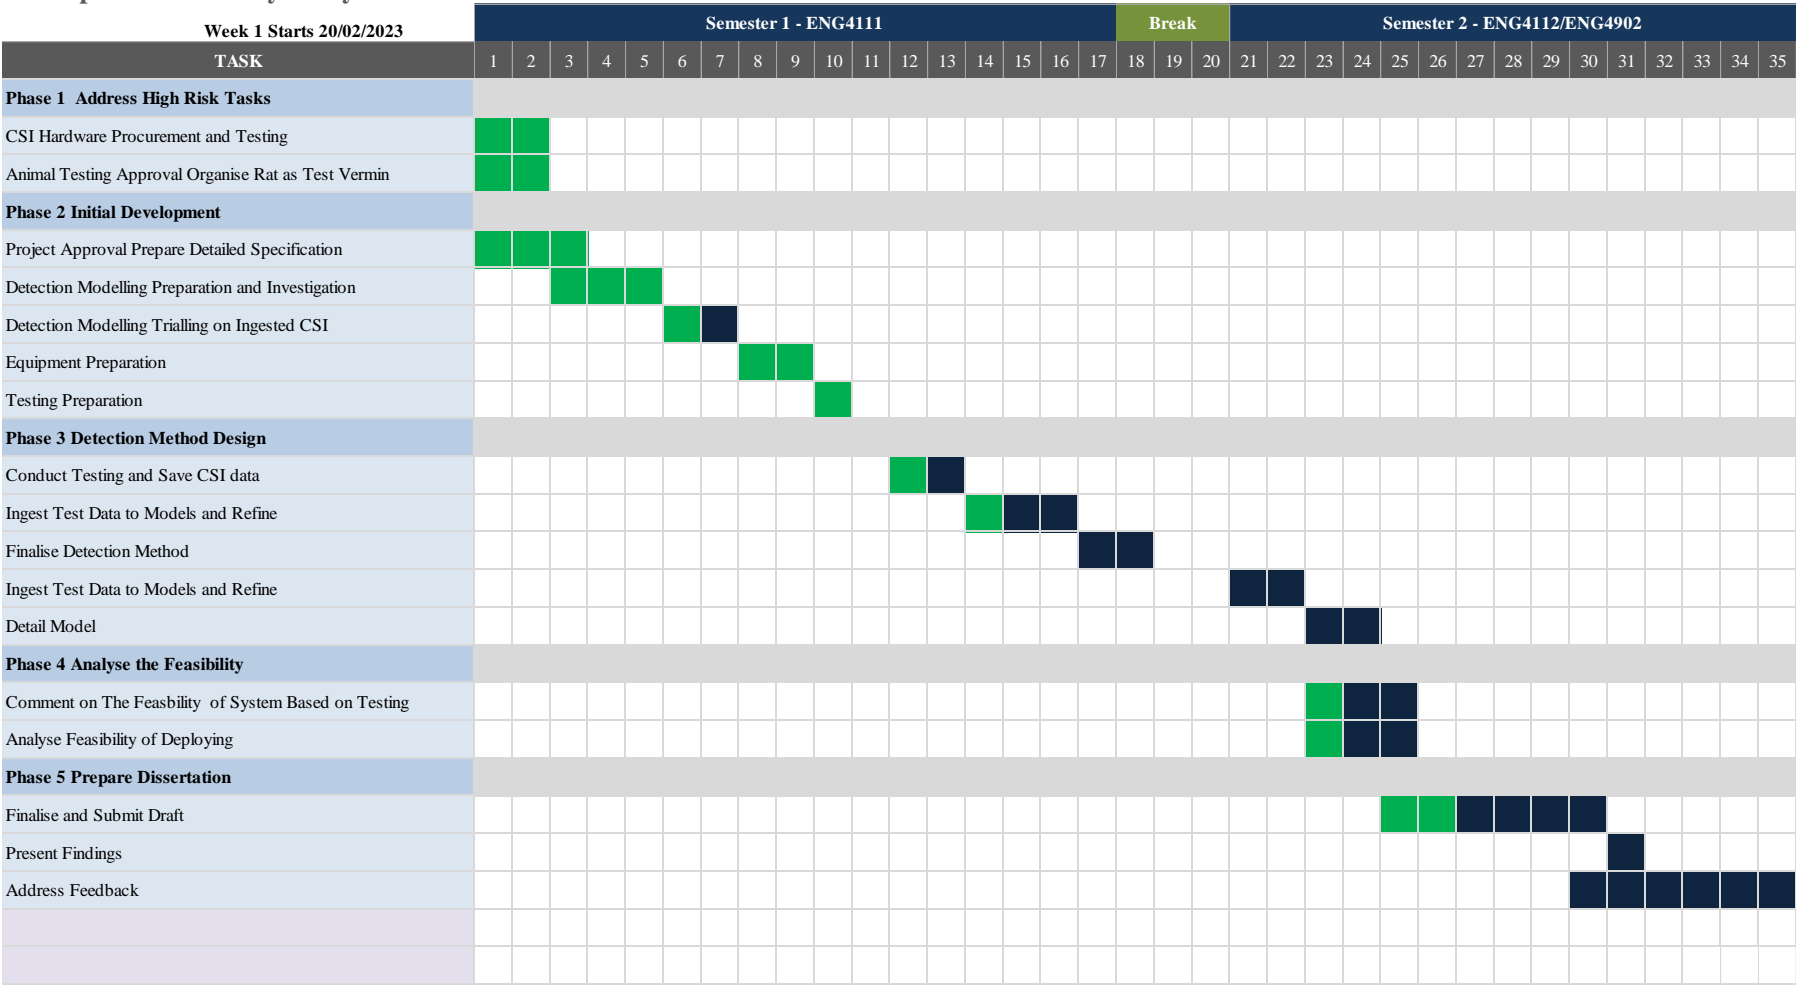 Week 1 Starts 20/02/2023
Semester 1 - ENG4111
Break
Semester 2 - ENG4112/ENG4902
TASK
1 2 3 4 5 6 7 8 9 10 11 12 13 14 15 16 17 18 19 20 21 22 23 24 25 26 27 28 29 30 31 32 33 34 35
Phase 1  Address High Risk Tasks
CSI Hardware Procurement and Testing
Animal Testing Approval Organise Rat as Test Vermin
Phase 2 Initial Development
Project Approval Prepare Detailed Specification
Detection Modelling Preparation and Investigation
Detection Modelling Trialling on Ingested CSI
Equipment Preparation
Testing Preparation
Phase 3 Detection Method Design
Conduct Testing and Save CSI data
Ingest Test Data to Models and Refine
Finalise Detection Method
Ingest Test Data to Models and Refine
Detail Model
Phase 4 Analyse the Feasibility
Comment on The Feasbility  of System Based on Testing
Analyse Feasibility of Deploying
Phase 5 Prepare Dissertation
Finalise and Submit Draft
Present Findings
Address Feedback